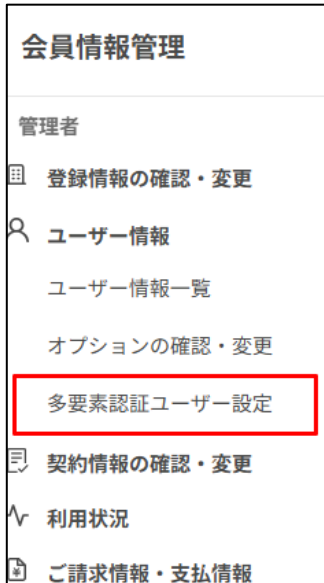 会員情報管理
管理者
登録情報の確認・変更
ユーザー情報
ユーザー情報一覧
オプションの確認・変更
多要素認証ユーザー設定
契約情報の確認・変更
利用状況
ご請求情報・支払情報